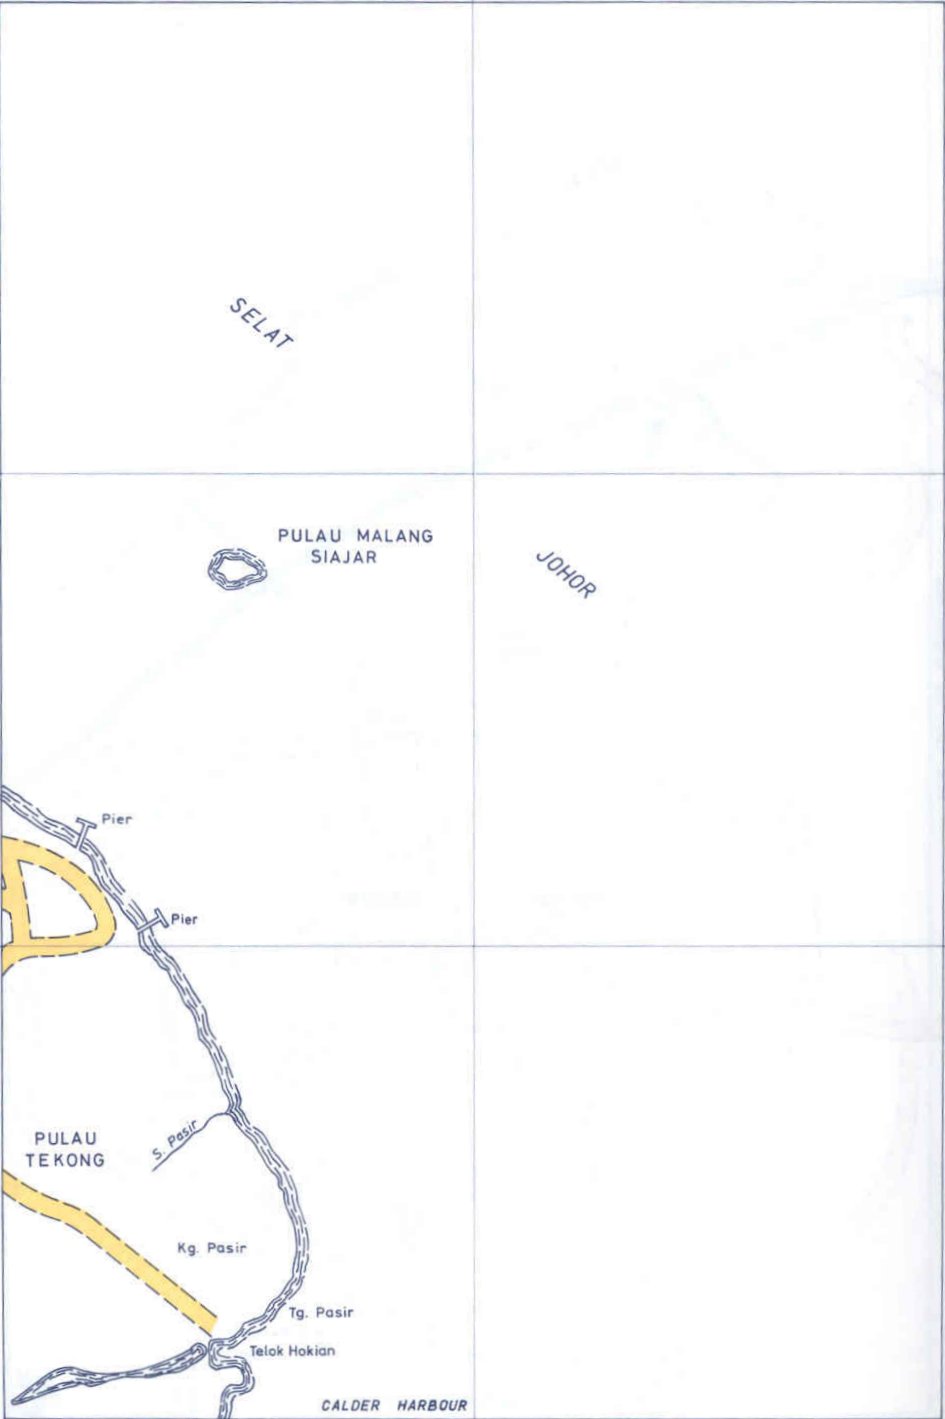 SELAT
PULAU MALANG
SIAJAR
JOHOR
Pier
Pier
S. Pasir
PULAU
TEKONG
Kg. Pasir
Tg. Pasir
Telok Hokian
CALDER HARBOUR